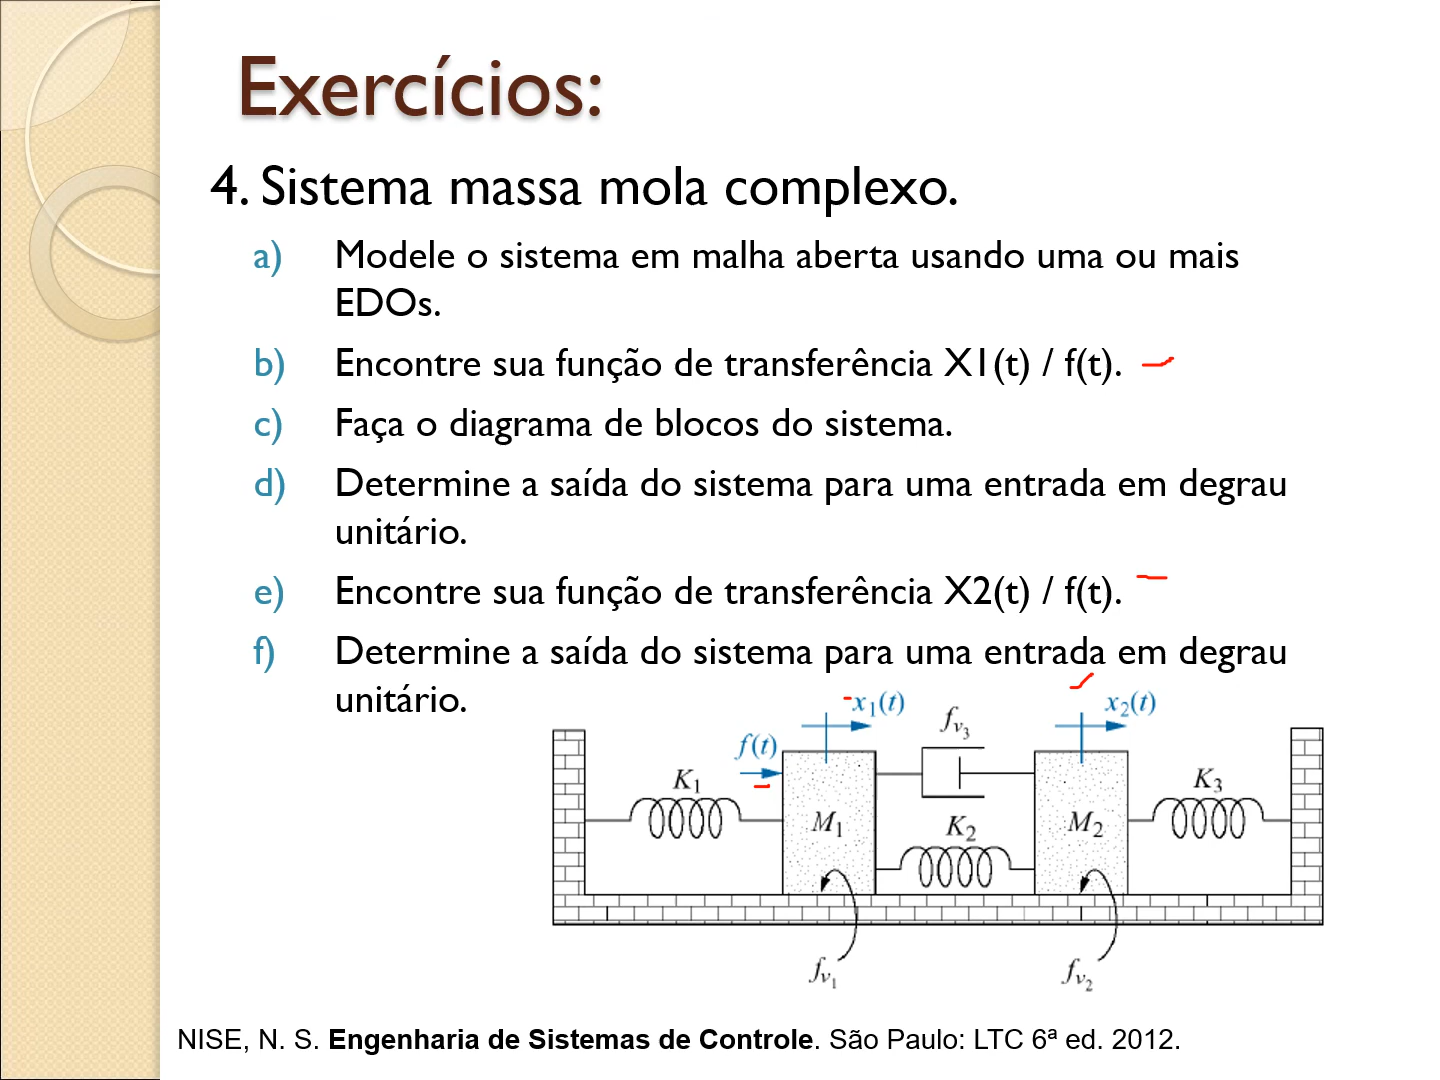 Exercícios:
4. Sistema massa mola complexo.
a) Modele o sistema em malha aberta usando uma ou mais
EDOs.
b) Encontre sua função de transferência X1(t) / f(t).
c) Faça o diagrama de blocos do sistema.
d) Determine a saída do sistema para uma entrada em degrau
unitário.
e) Encontre sua função de transferência X2(t) / f(t).
f) Determine a saída do sistema para uma entrada em degrau
unitário.
x₁(t)
x₂(t)
fᵥ₃
f(t)
K₁
K₃
M₁
K₂
M₂
fᵥ₁
fᵥ₂
NISE, N. S. Engenharia de Sistemas de Controle. São Paulo: LTC 6ª ed. 2012.